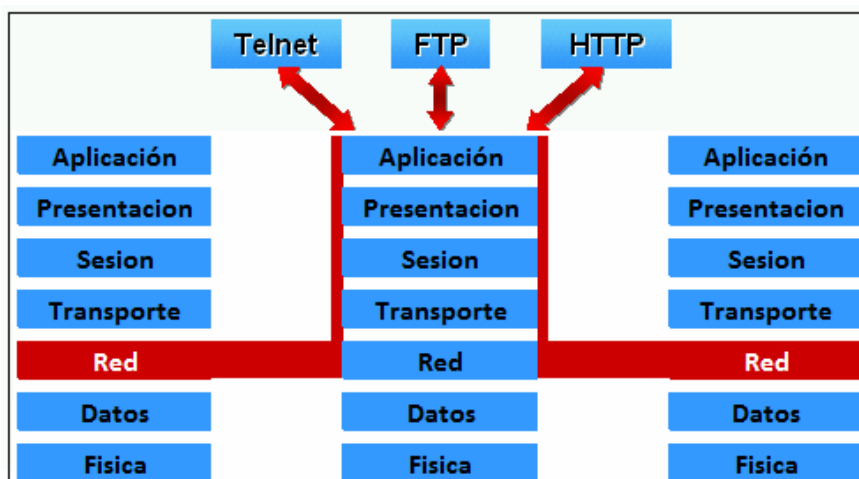 Telnet FTP HTTP
Aplicación Aplicación Aplicación
Presentacion Presentacion Presentacion
Sesion Sesion Sesion
Transporte Transporte Transporte
Red Red Red
Datos Datos Datos
Fisica Fisica Fisica